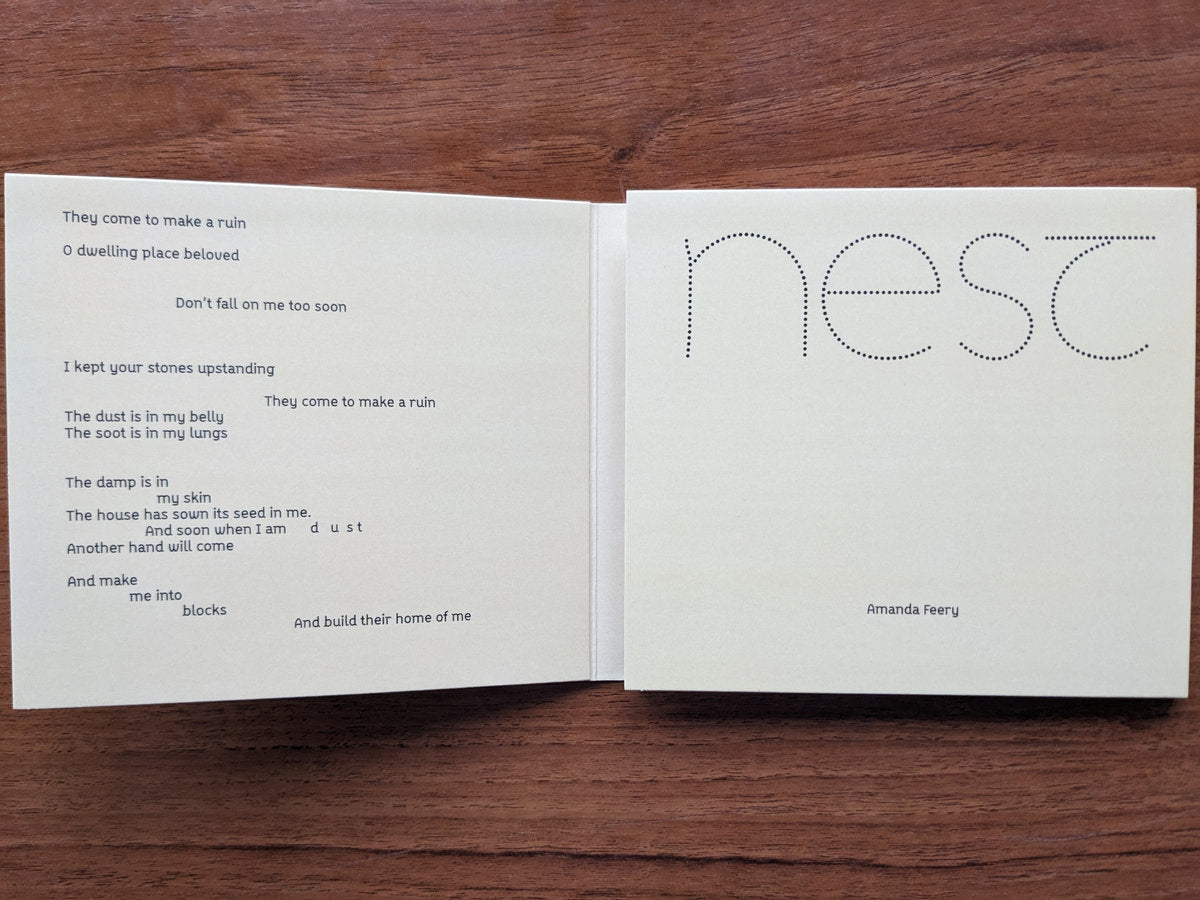 They come to make a ruin
O dwelling place beloved
Don't fall on me too soon
I kept your stones upstanding
They come to make a ruin
The dust is in my belly
The soot is in my lungs
The damp is in
my skin
The house has sown its seed in me.
And soon when I am d u s t
Another hand will come
And make
me into
blocks
And build their home of me
nest
Amanda Feery